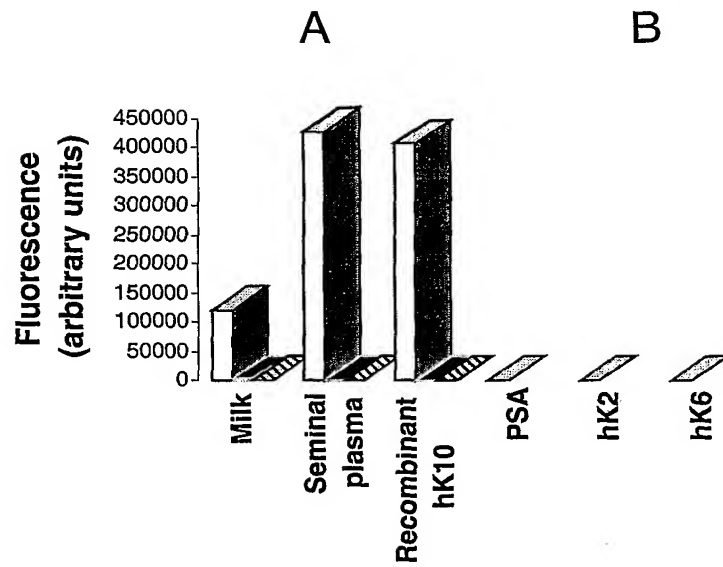 A
B
Fluorescence
(arbitrary units)
450000
400000
350000
300000
250000
200000
150000
100000
50000
0
Milk
Seminal
plasma
Recombinant
hK10
PSA
hK2
hK6